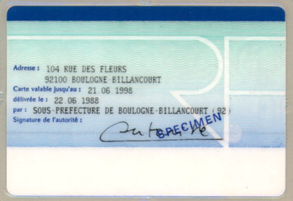 Adresse : 104 RUE DES FLEURS
92100 BOULOGNE-BILLANCOURT
Carte valable jusqu'au : 21.06.1998
délivrée le : 22.06.1988
par : SOUS-PREFECTURE DE BOULOGNE-BILLANCOURT (92)
Signature de l'autorité :
SPECIMEN
RF